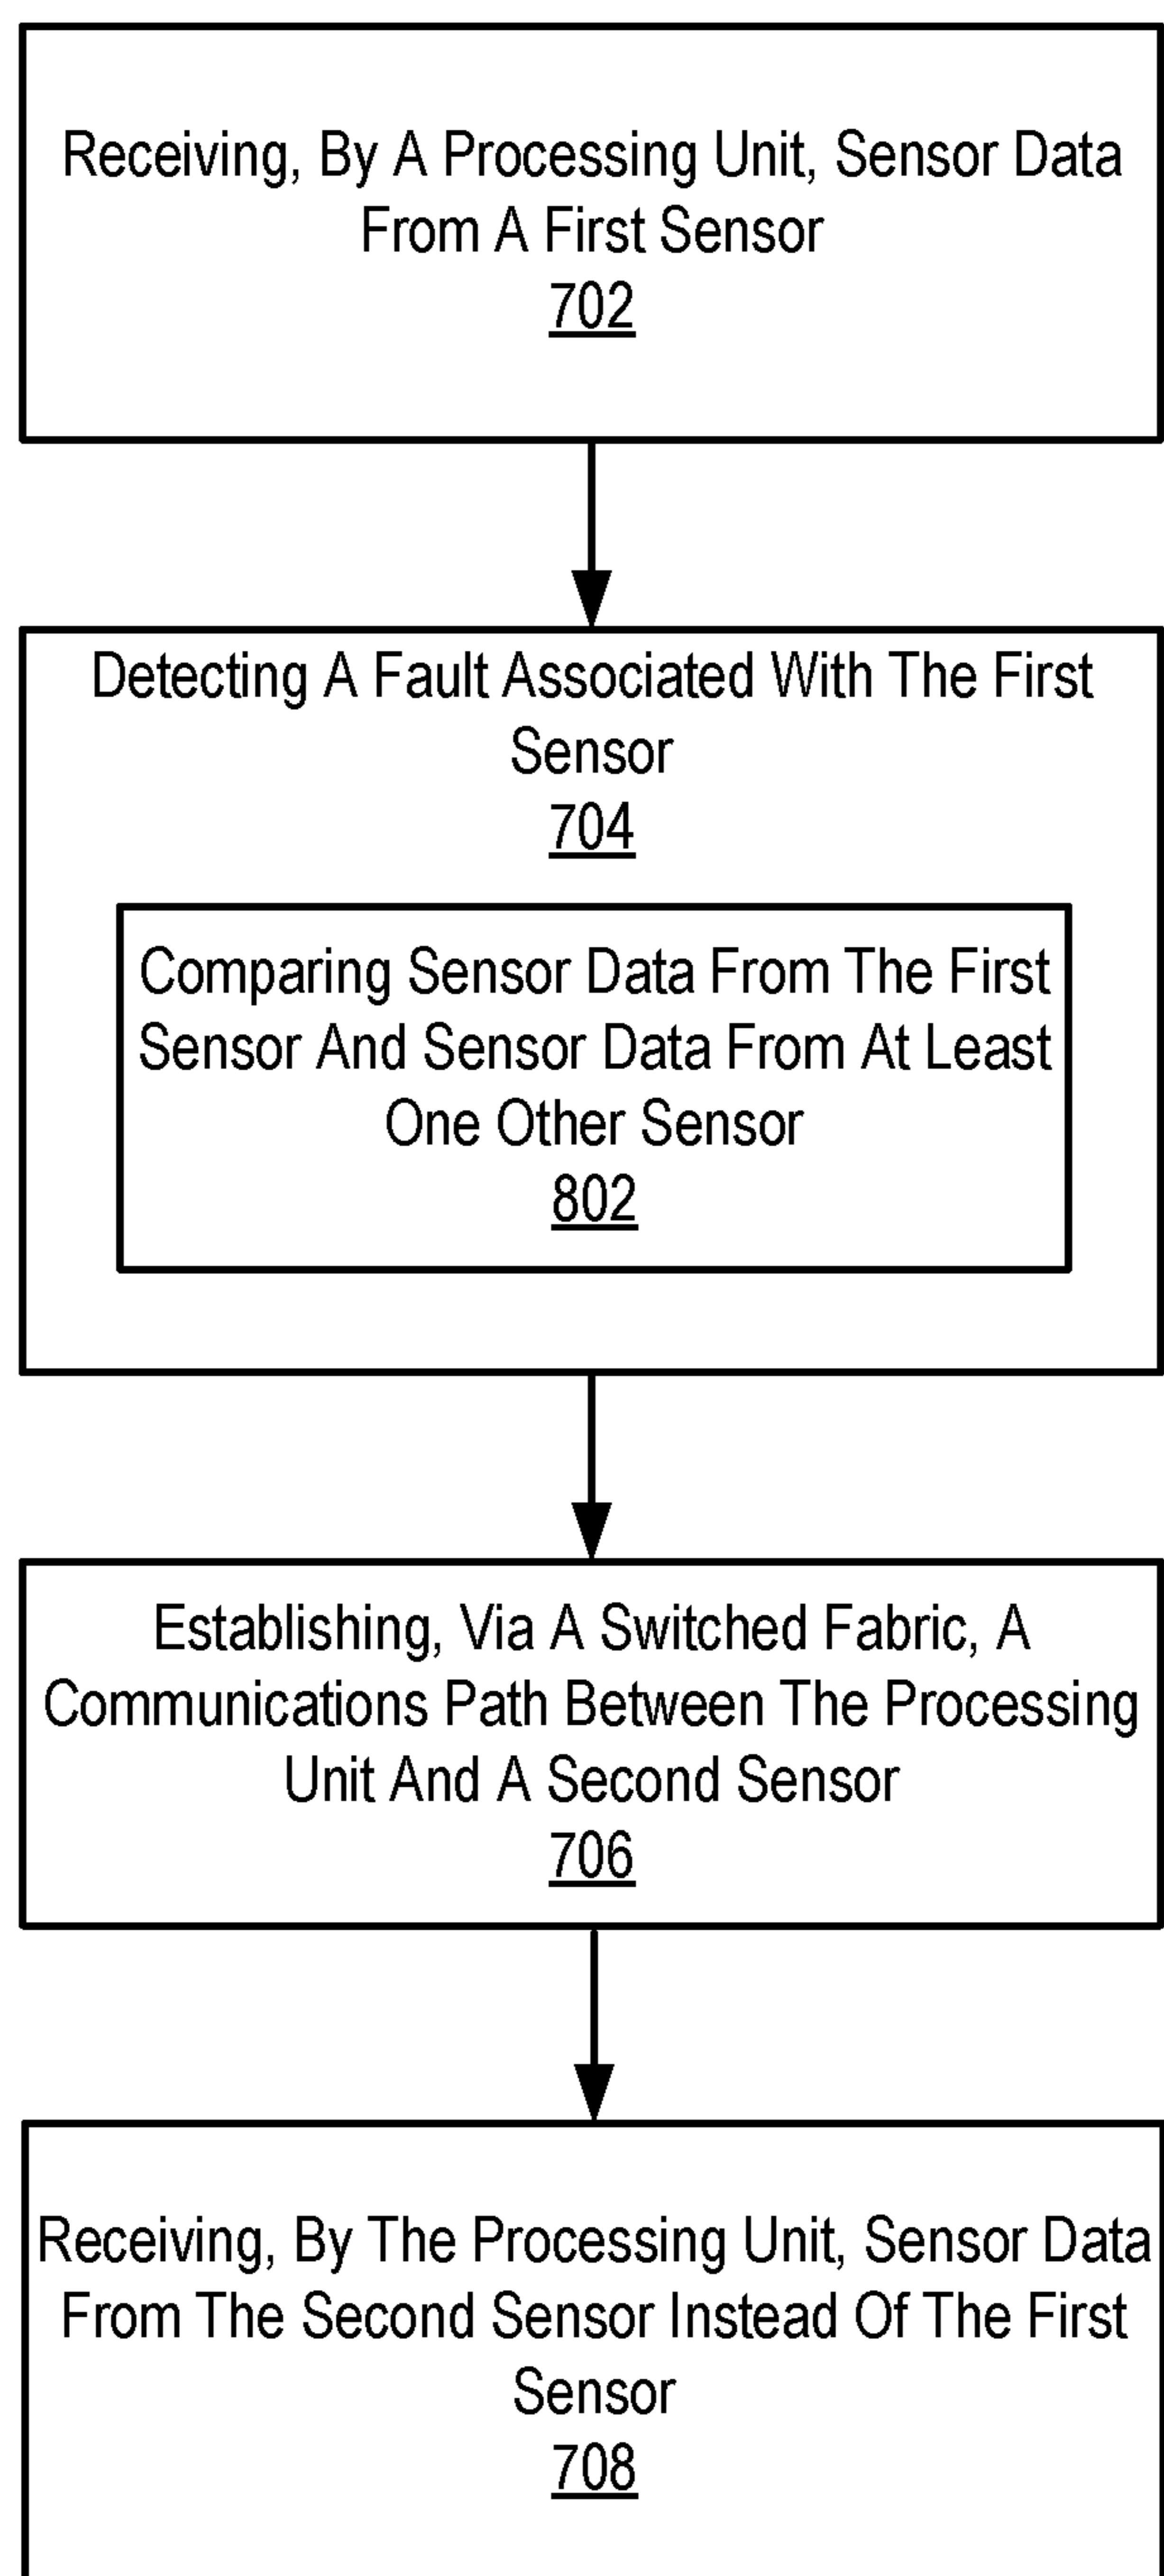 Receiving, By A Processing Unit, Sensor Data
From A First Sensor
702
Detecting A Fault Associated With The First
Sensor
704
Comparing Sensor Data From The First
Sensor And Sensor Data From At Least
One Other Sensor
802
Establishing, Via A Switched Fabric, A
Communications Path Between The Processing
Unit And A Second Sensor
706
Receiving, By The Processing Unit, Sensor Data
From The Second Sensor Instead Of The First
Sensor
708